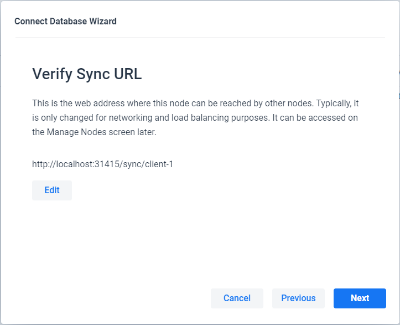 Connect Database Wizard
Verify Sync URL
This is the web address where this node can be reached by other nodes. Typically, it
is only changed for networking and load balancing purposes. It can be accessed on
the Manage Nodes screen later.
http://localhost:31415/sync/client-1
Edit
Cancel
Previous
Next